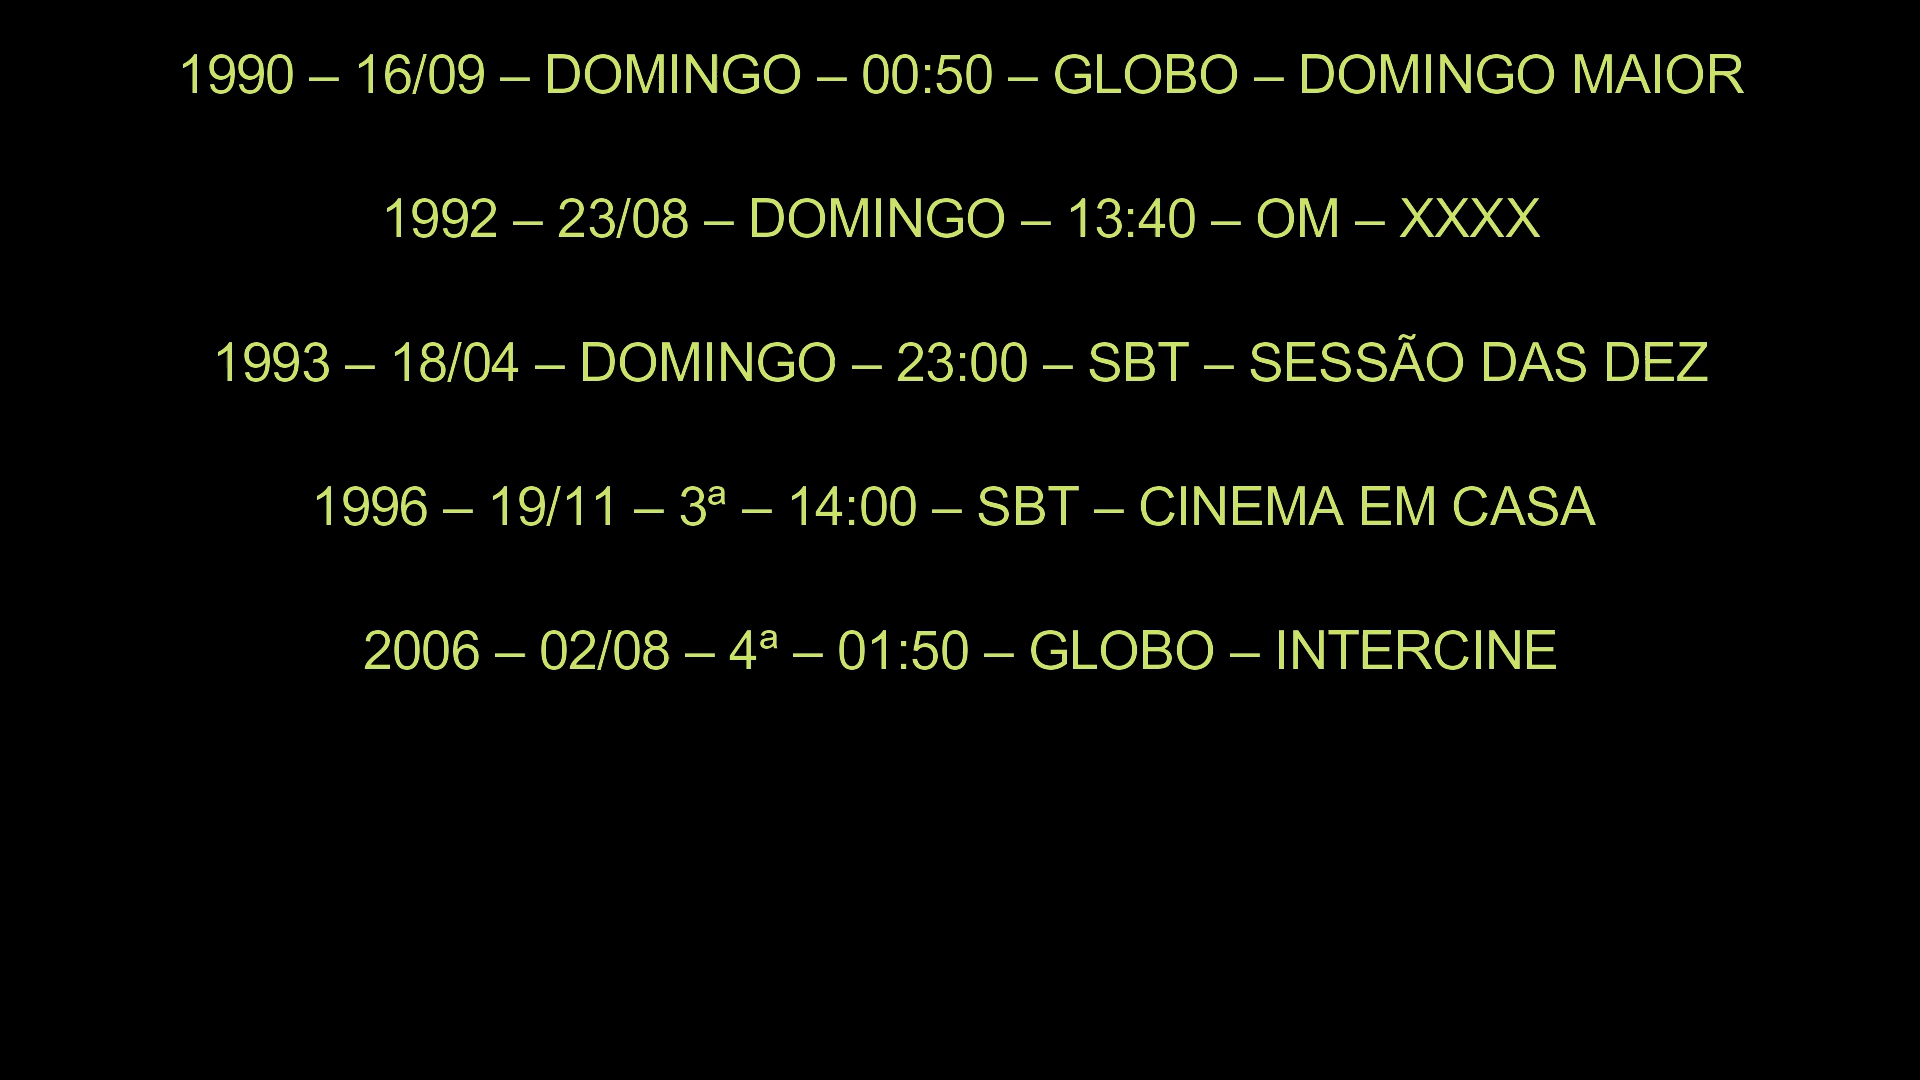 1990 – 16/09 – DOMINGO – 00:50 – GLOBO – DOMINGO MAIOR
1992 – 23/08 – DOMINGO – 13:40 – OM – XXXX
1993 – 18/04 – DOMINGO – 23:00 – SBT – SESSÃO DAS DEZ
1996 – 19/11 – 3ª – 14:00 – SBT – CINEMA EM CASA
2006 – 02/08 – 4ª – 01:50 – GLOBO – INTERCINE